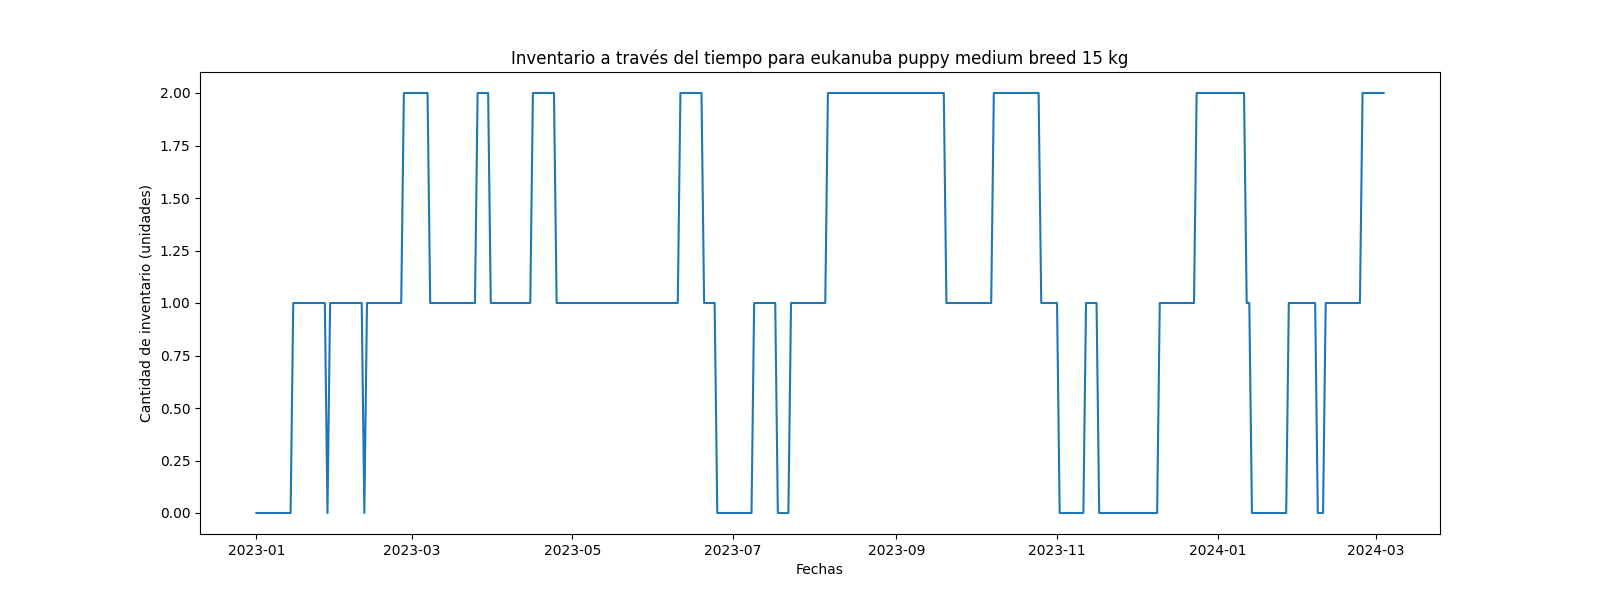 Inventario a través del tiempo para eukanuba puppy medium breed 15 kg
Cantidad de inventario (unidades)
2.00
1.75
1.50
1.25
1.00
0.75
0.50
0.25
0.00
2023-01 2023-03 2023-05 2023-07 2023-09 2023-11 2024-01 2024-03
Fechas